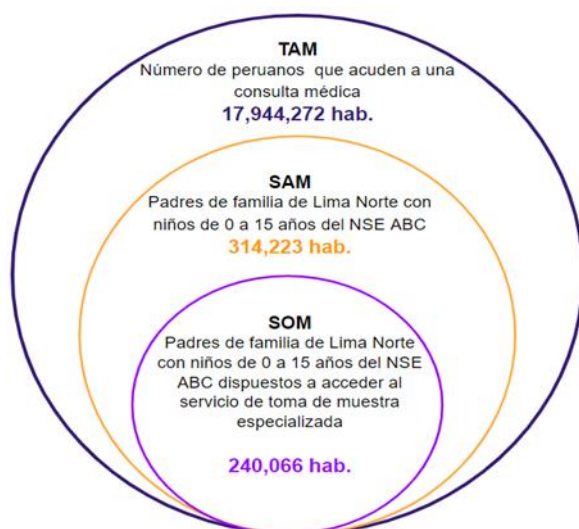 TAM
Número de peruanos que acuden a una
consulta médica
17,944,272 hab.
SAM
Padres de familia de Lima Norte con
niños de 0 a 15 años del NSE ABC
314,223 hab.
SOM
Padres de familia de Lima Norte
con niños de 0 a 15 años del NSE
ABC dispuestos a acceder al
servicio de toma de muestra
especializada
240,066 hab.